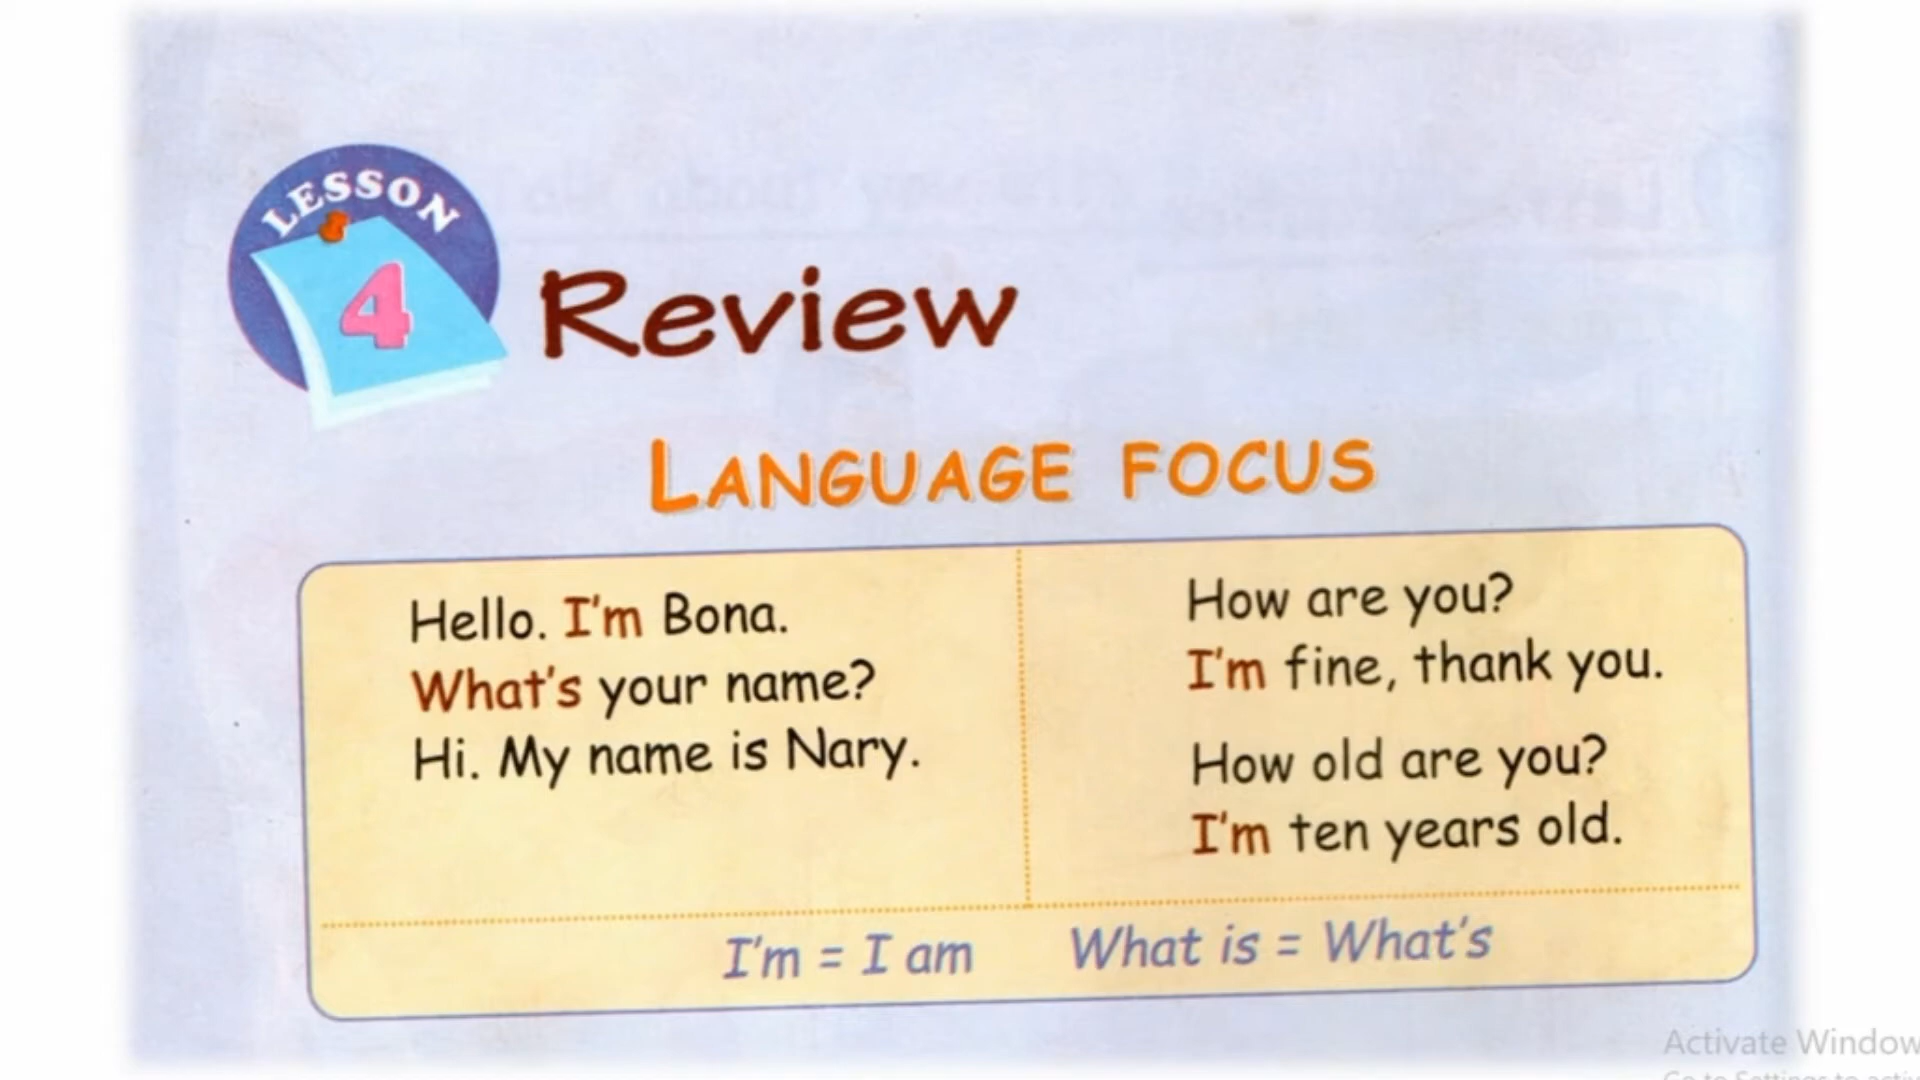 LESSON
4
Review
LANGUAGE FOCUS
Hello. I'm Bona.
What's your name?
Hi. My name is Nary.
How are you?
I'm fine, thank you.
How old are you?
I'm ten years old.
I'm = I am What is = What's
Activate Window